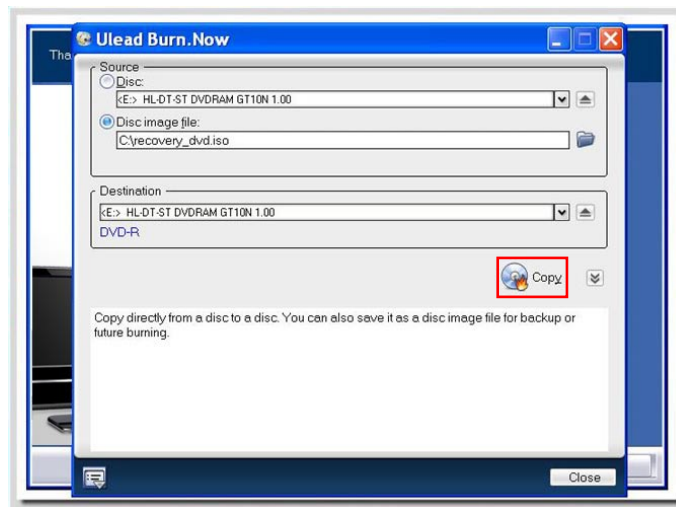 Tha
Ulead Burn.Now
Source
Disc:
<E:> HL-DT-ST DVDRAM GT10N 1.00
Disc image file:
C:\recovery_dvd.iso
Destination
<E:> HL-DT-ST DVDRAM GT10N 1.00
DVD-R
Copy
Copy directly from a disc to a disc. You can also save it as a disc image file for backup or
future burning.
Close